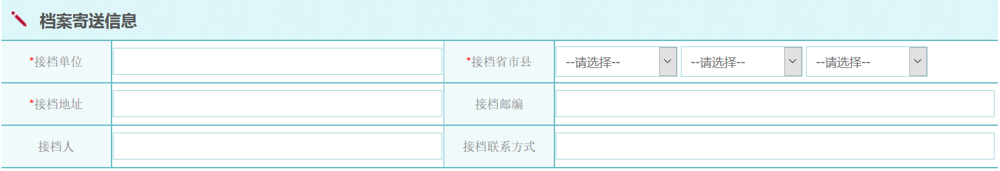 档案寄送信息
*接档单位 *接档省市县 --请选择-- --请选择-- --请选择--
*接档地址 接档邮编
接档人 接档联系方式